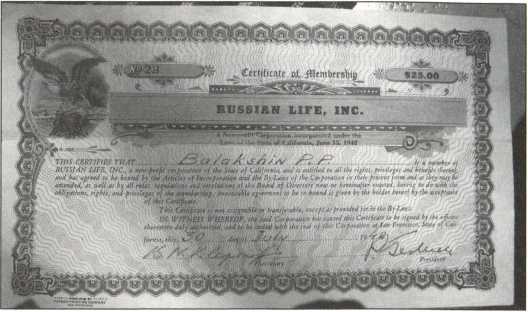 No 23
Certificate of Membership
$25.00
RUSSIAN LIFE, INC.
A Nonprofit Corporation, incorporated under the
Laws of the State of California, June 13,
THIS CERTIFIES THAT Balakshin P.P. is a member of
RUSSIAN LIFE, INC., a non-profit corporation of the State of California, and is entitled to all the rights, privileges and benefits thereof,
and has agreed to be bound by the Articles of Incorporation and the By-Laws of the Corporation in their present form and as they may be
amended, as well as by all rules, regulations and resolutions of the Board of Directors now or hereinafter enacted, having to do with the
obligations, rights, and privileges of the membership, irrevocable agreement to be so bound is given by the holder hereof by the acceptance
of this Certificate.
This Certificate is not assignable or transferable, except as provided for in the By-Laws.
IN WITNESS WHEREOF, the said Corporation has caused this Certificate to be signed by the officers
thereunto duly authorized, and to be sealed with the seal of this Corporation at San Francisco, State of Cali-
fornia, this 20 day of 19
President